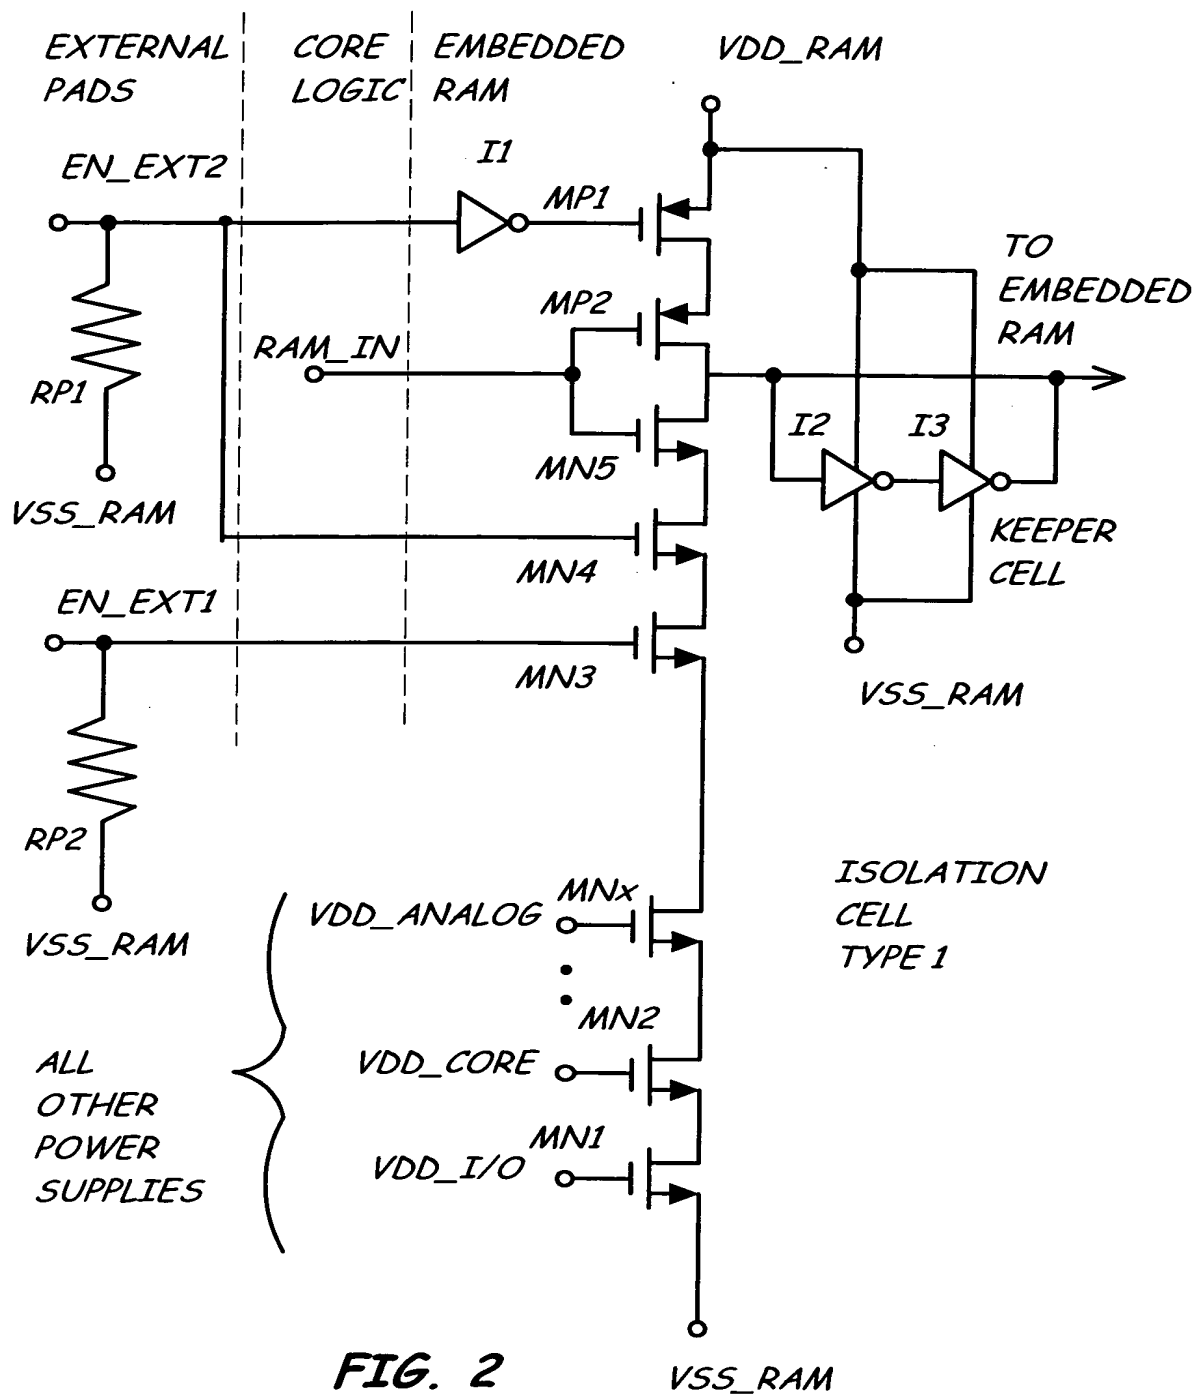 EXTERNAL
PADS
CORE
LOGIC
EMBEDDED
RAM
VDD_RAM
EN_EXT2
I1
MP1
TO
EMBEDDED
RAM
MP2
RAM_IN
RP1
I2
I3
MN5
VSS_RAM
KEEPER
CELL
MN4
EN_EXT1
MN3
VSS_RAM
RP2
ISOLATION
CELL
TYPE 1
MNx
VDD_ANALOG
VSS_RAM
MN2
ALL
OTHER
POWER
SUPPLIES
VDD_CORE
MN1
VDD_I/O
FIG. 2
VSS_RAM